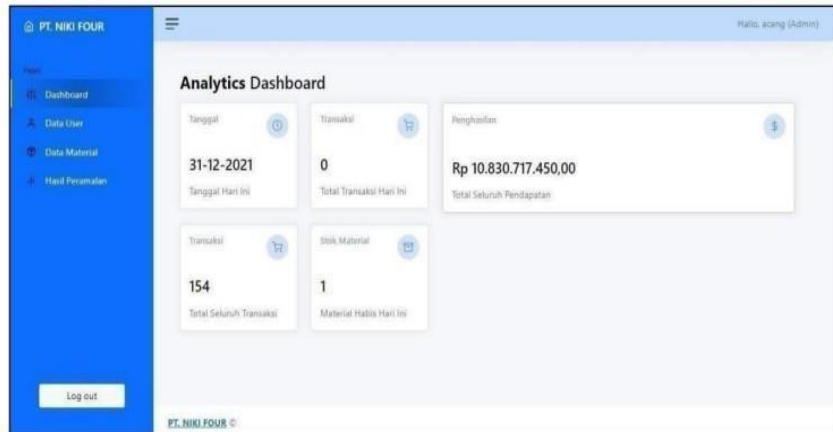 PT. NIKI FOUR
Hallo, aceng (Admin)
Dashboard
Data User
Data Material
Hasil Peramalan
Log out
Analytics Dashboard
Tanggal
31-12-2021
Tanggal Hari Ini
Transaksi
0
Total Transaksi Hari Ini
Penghasilan
$
Rp 10.830.717.450,00
Total Seluruh Pendapatan
Transaksi
154
Total Seluruh Transaksi
Stok Material
1
Material Habis Hari Ini
PT. NIKI FOUR ©